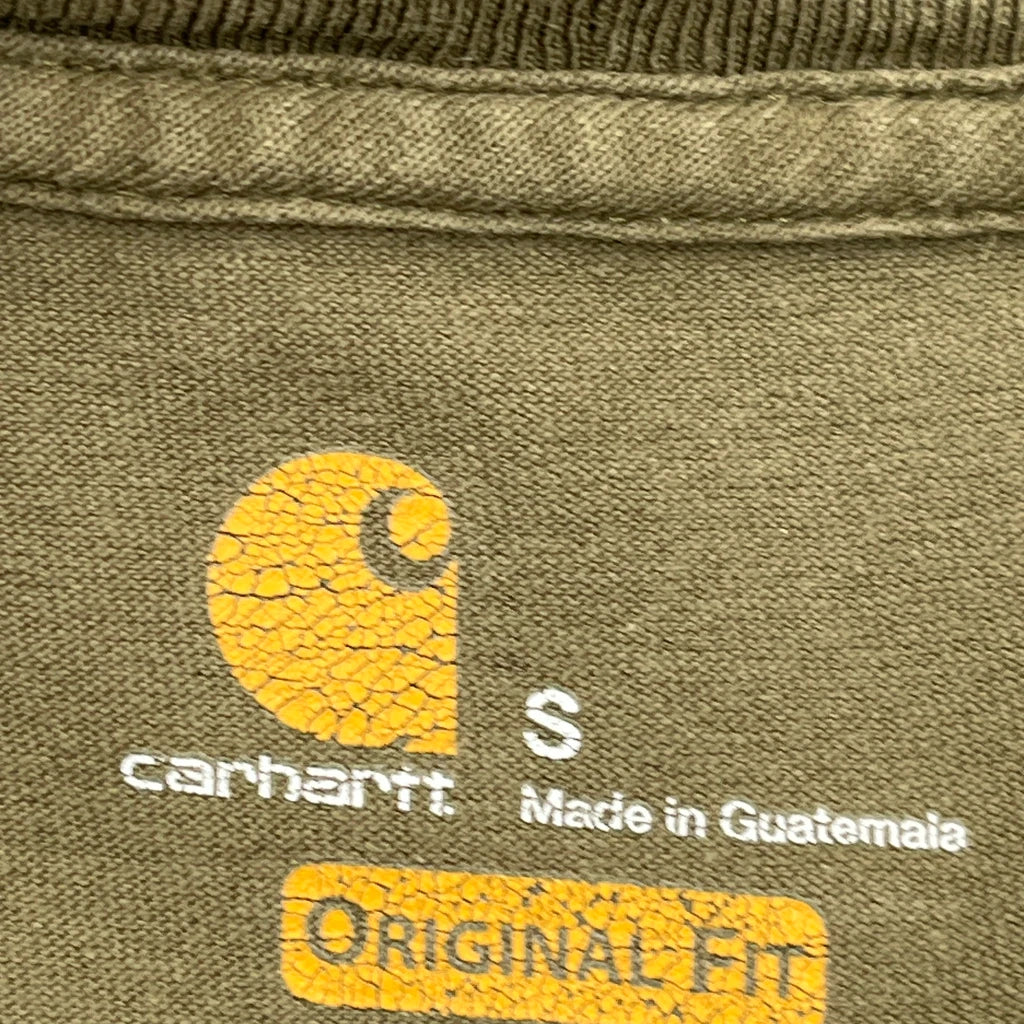 carhartt
S
Made in Guatemala
ORIGINAL FIT